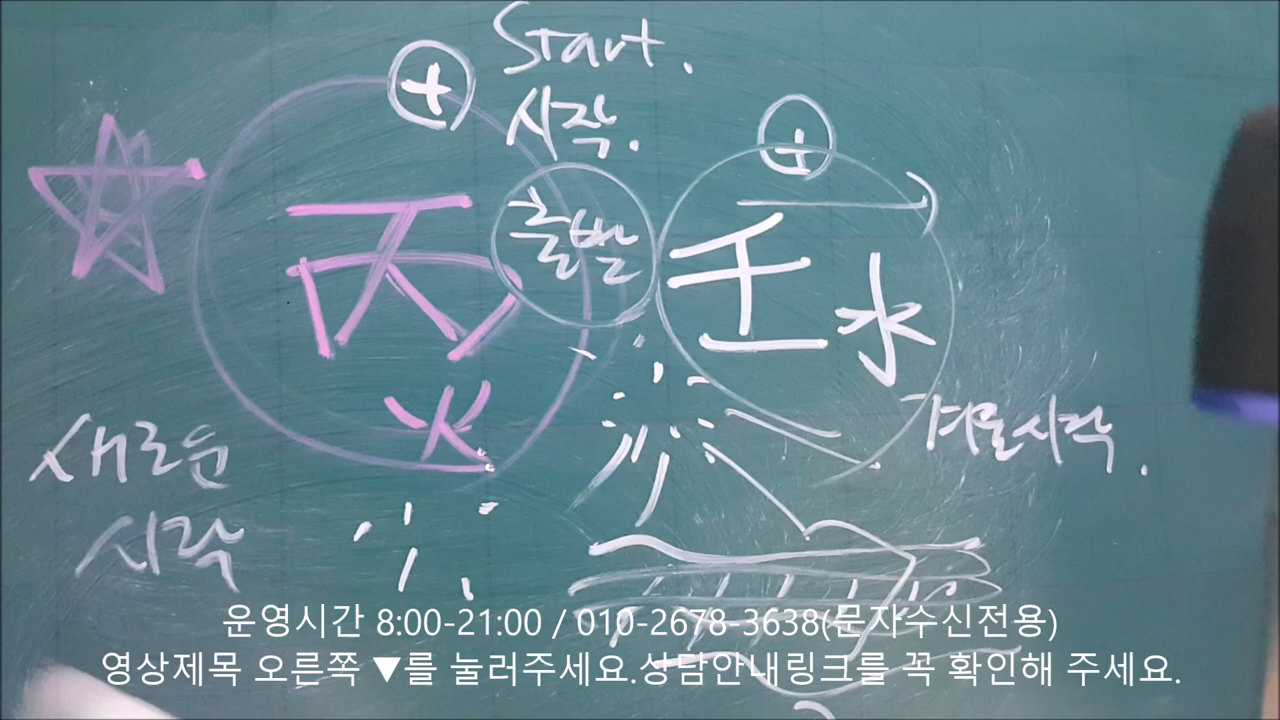 Start.
시작.
丙
火
출발
壬
水
겨울시작.
새로운
시작
운영시간 8:00-21:00 / 010-2678-3638(문자수신전용)
영상제목 오른쪽 ▼를 눌러주세요.상담안내링크를 꼭 확인해 주세요.